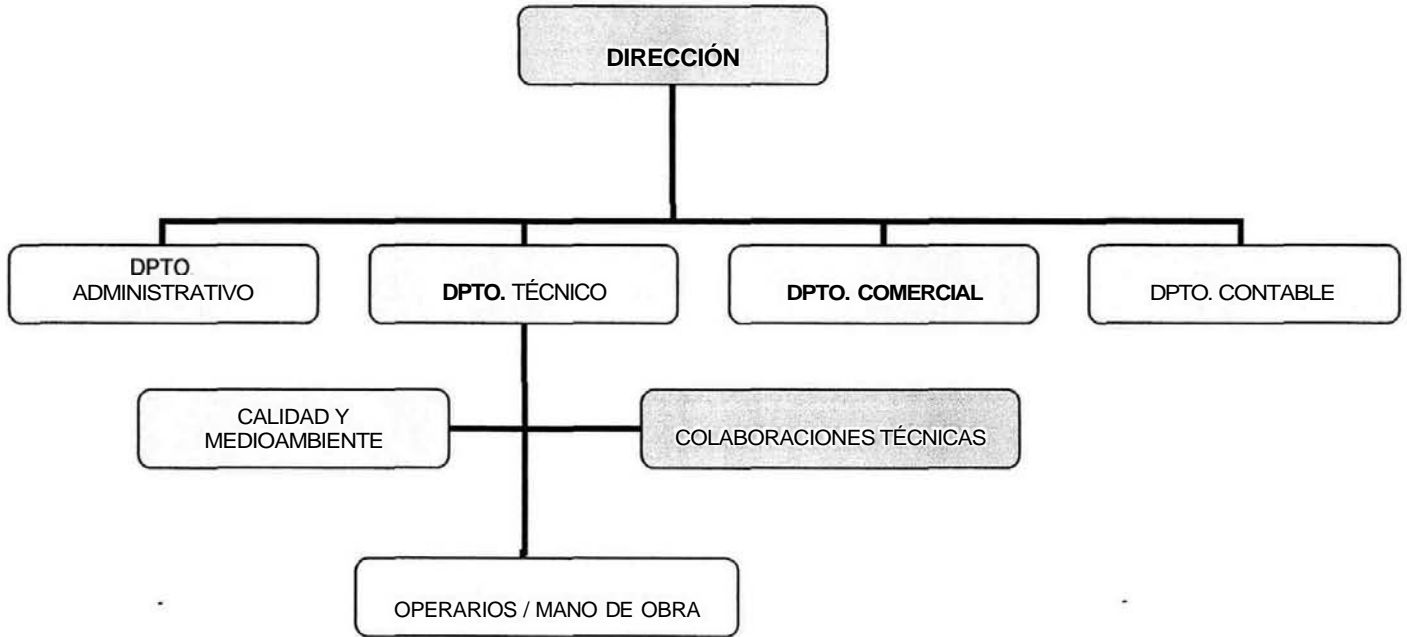 DIRECCIÓN
DPTO
ADMINISTRATIVO
DPTO. TÉCNICO
DPTO. COMERCIAL
DPTO. CONTABLE
CALIDAD Y
MEDIOAMBIENTE
COLABORACIONES TÉCNICAS
OPERARIOS / MANO DE OBRA